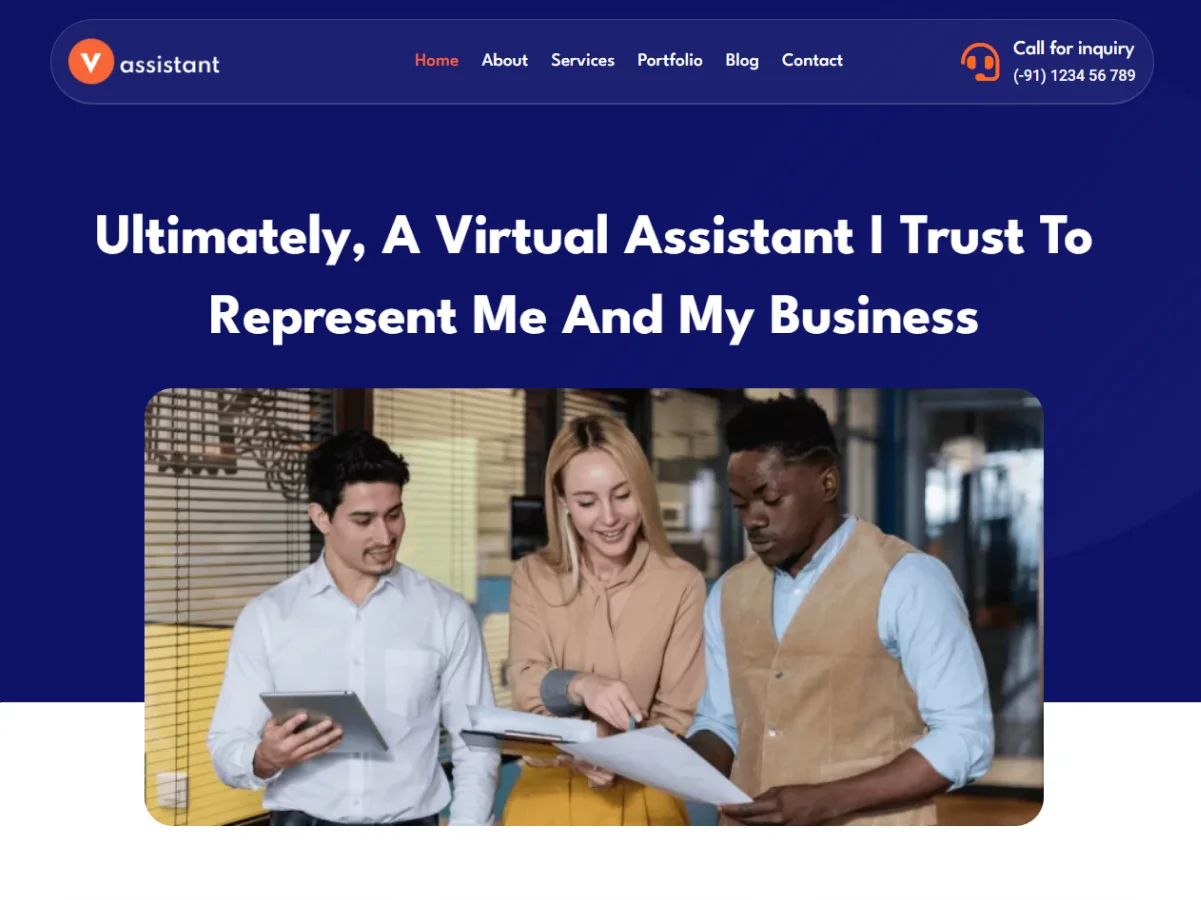 V assistant
Home About Services Portfolio Blog Contact
Call for inquiry
(-91) 1234 56 789
Ultimately, A Virtual Assistant I Trust To
Represent Me And My Business